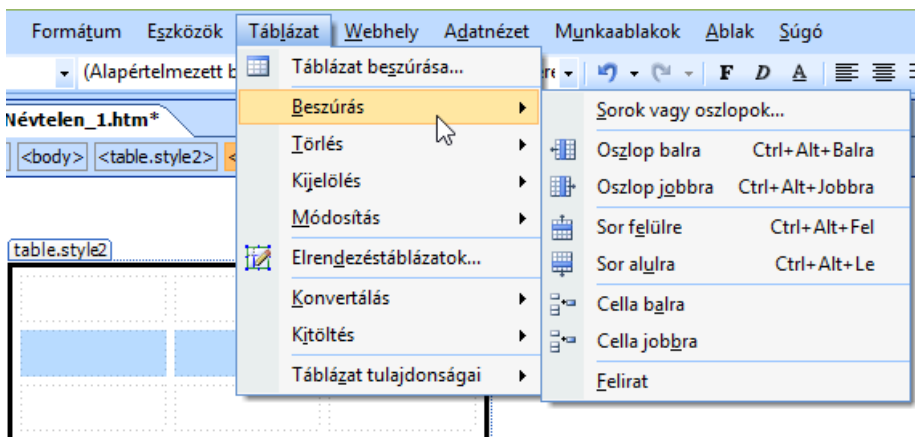 Formátum Eszközök Táblázat Webhely Adatnézet Munkaablakok Ablak Súgó
(Alapértelmezett b F D A
Névtelen_1.htm*
<body> <table.style2>
table.style2
Táblázat beszúrása...
Beszúrás
Törlés
Kijelölés
Módosítás
Elrendezéstáblázatok...
Konvertálás
Kitöltés
Táblázat tulajdonságai
Sorok vagy oszlopok...
Oszlop balra Ctrl+Alt+Balra
Oszlop jobbra Ctrl+Alt+Jobbra
Sor felülre Ctrl+Alt+Fel
Sor alulra Ctrl+Alt+Le
Cella balra
Cella jobbra
Felirat